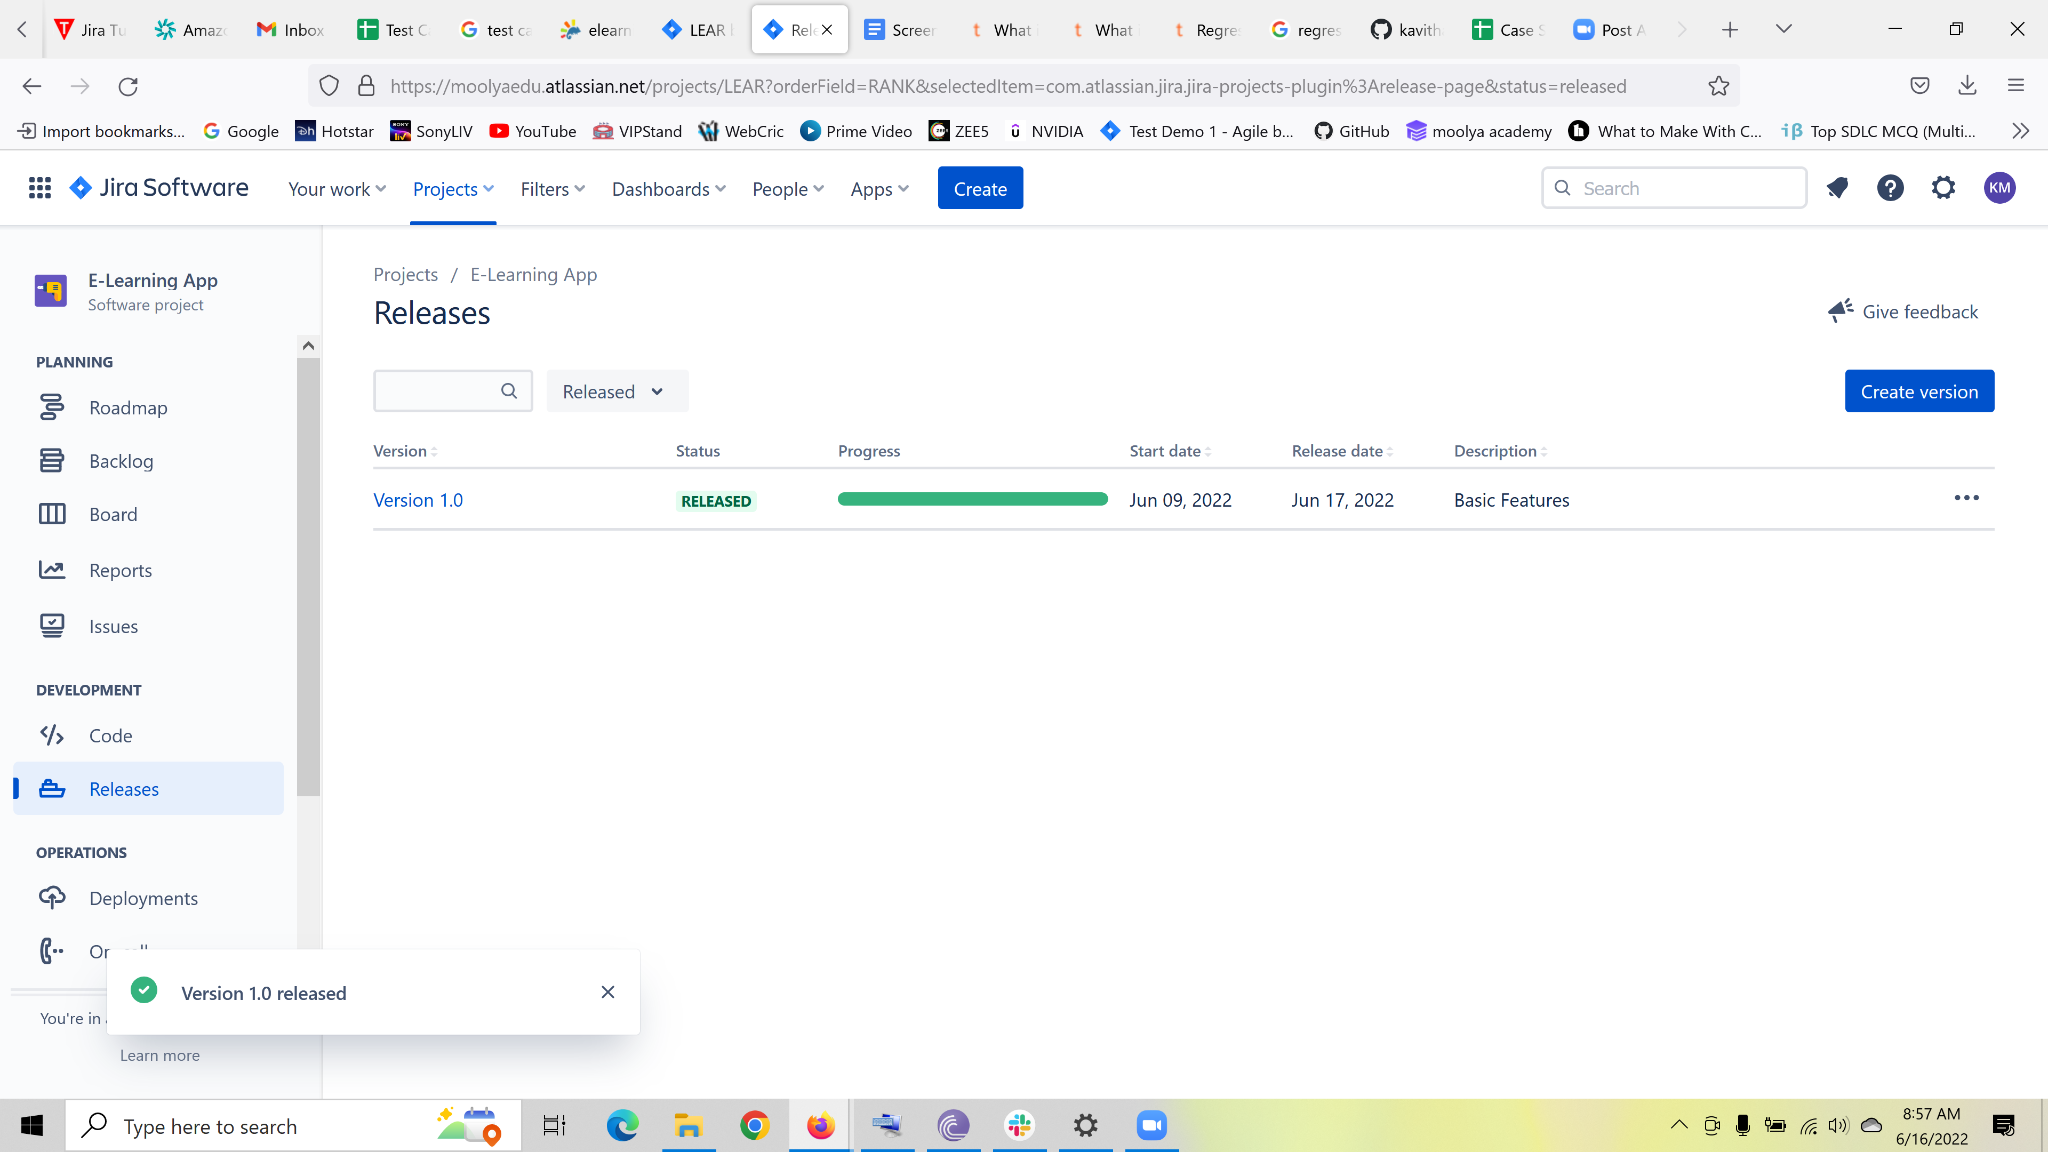 Jira Tu
Amaz
Inbox
Test C
test ca
elearn
LEAR
Rele
Screen
What
What
Regre
regres
kavith
Case S
Post A
https://moolyaedu.atlassian.net/projects/LEAR?orderField=RANK&selectedItem=com.atlassian.jira.jira-projects-plugin%3Arelease-page&status=released
Import bookmarks... Google Hotstar SonyLIV YouTube VIPStand WebCric Prime Video ZEE5 NVIDIA Test Demo 1 - Agile b... GitHub moolya academy What to Make With C... Top SDLC MCQ (Multi...
Jira Software Your work Projects Filters Dashboards People Apps Create Search KM
E-Learning App
Software project
PLANNING
Roadmap
Backlog
Board
Reports
Issues
DEVELOPMENT
Code
Releases
OPERATIONS
Deployments
You're in
Learn more
Projects / E-Learning App
Releases
Give feedback
Released
Create version
Version Status Progress Start date Release date Description
Version 1.0 RELEASED Jun 09, 2022 Jun 17, 2022 Basic Features
Version 1.0 released
Type here to search
8:57 AM
6/16/2022